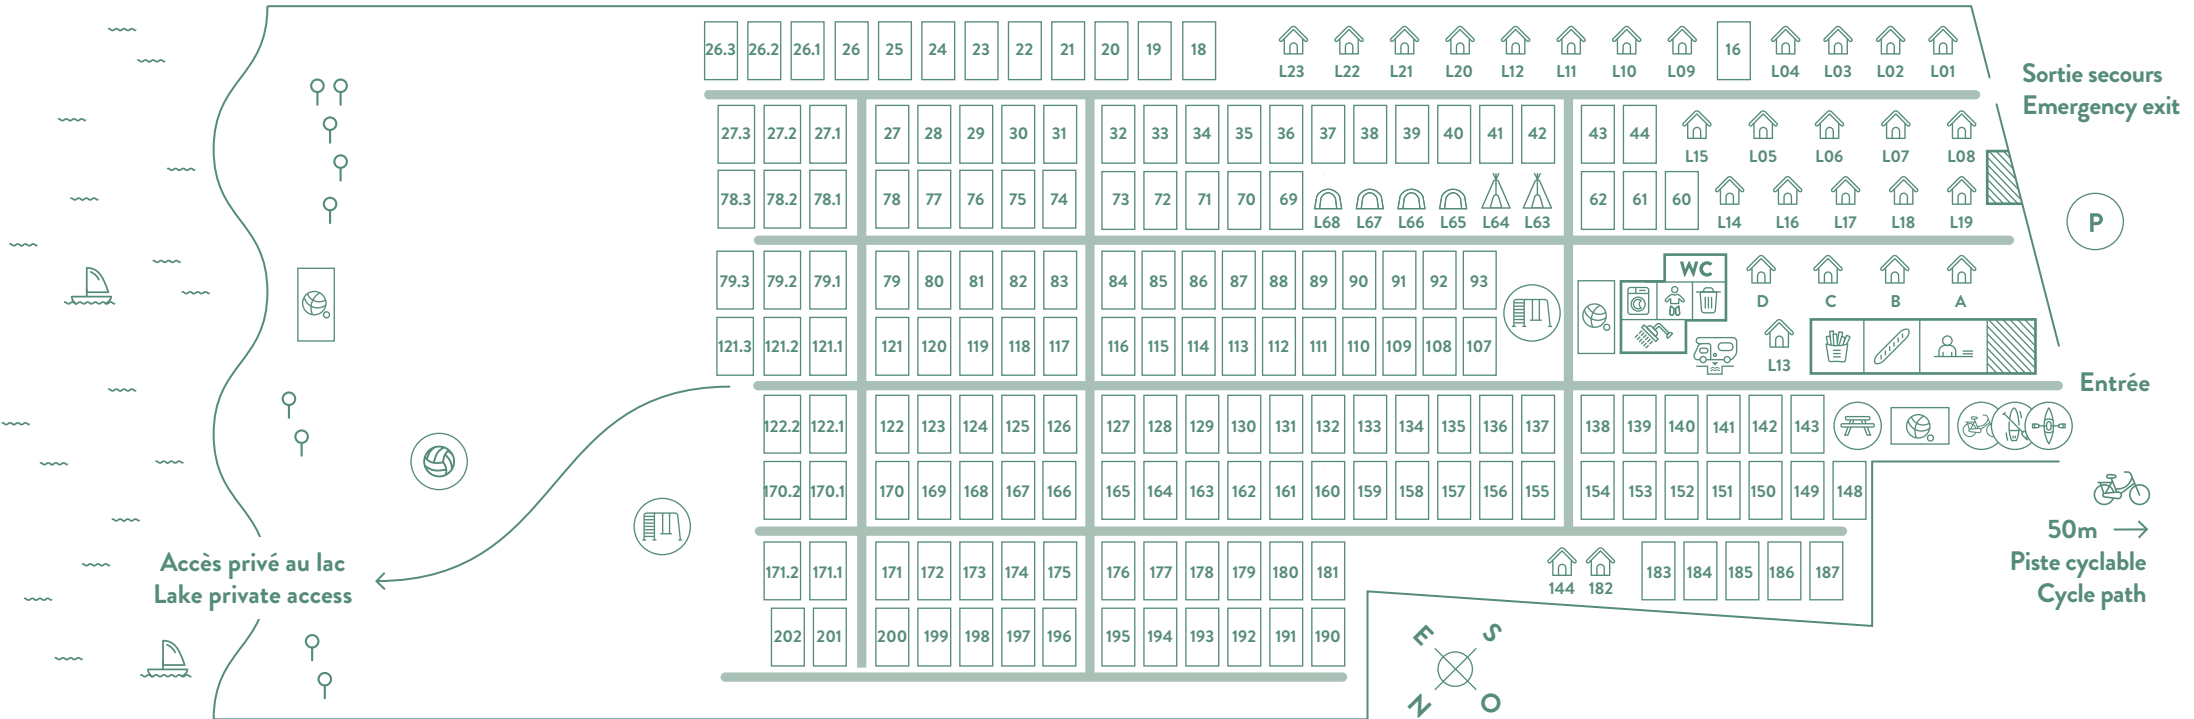 26.3 26.2 26.1 26 25 24 23 22 21 20 19 18 L23 L22 L21 L20 L12 L11 L10 L09 16 L04 L03 L02 L01
Sortie secours
Emergency exit
27.3 27.2 27.1 27 28 29 30 31 32 33 34 35 36 37 38 39 40 41 42 43 44 L15 L05 L06 L07 L08
78.3 78.2 78.1 78 77 76 75 74 73 72 71 70 69 L68 L67 L66 L65 L64 L63 62 61 60 L14 L16 L17 L18 L19
P
79.3 79.2 79.1 79 80 81 82 83 84 85 86 87 88 89 90 91 92 93 WC D C B A
121.3 121.2 121.1 121 120 119 118 117 116 115 114 113 112 111 110 109 108 107 L13
Entrée
122.2 122.1 122 123 124 125 126 127 128 129 130 131 132 133 134 135 136 137 138 139 140 141 142 143
170.2 170.1 170 169 168 167 166 165 164 163 162 161 160 159 158 157 156 155 154 153 152 151 150 149 148
50m
Piste cyclable
Cycle path
Accès privé au lac
Lake private access
171.2 171.1 171 172 173 174 175 176 177 178 179 180 181 144 182 183 184 185 186 187
202 201 200 199 198 197 196 195 194 193 192 191 190
E S
N O